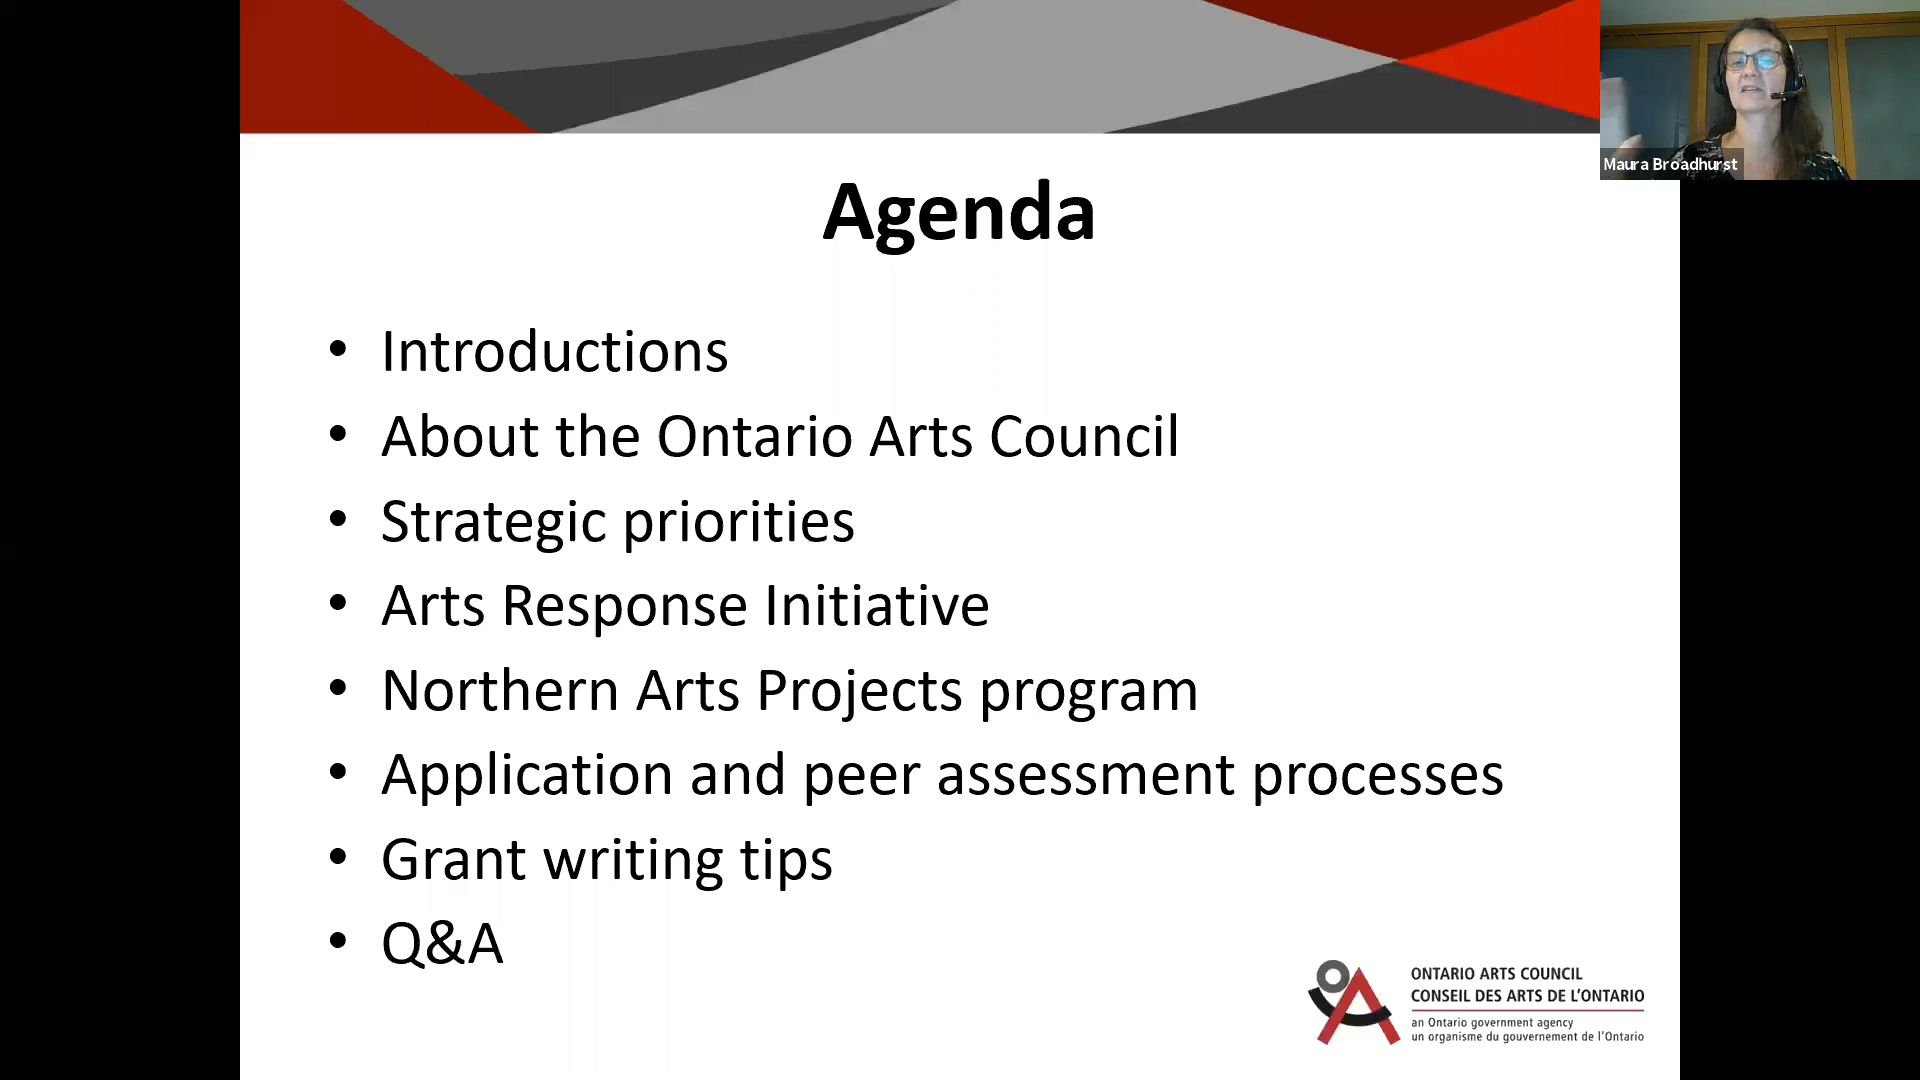 Maura Broadhurst
Agenda
• Introductions
• About the Ontario Arts Council
• Strategic priorities
• Arts Response Initiative
• Northern Arts Projects program
• Application and peer assessment processes
• Grant writing tips
• Q&A
ONTARIO ARTS COUNCIL
CONSEIL DES ARTS DE L'ONTARIO
an Ontario government agency
un organisme du gouvernement de l'Ontario